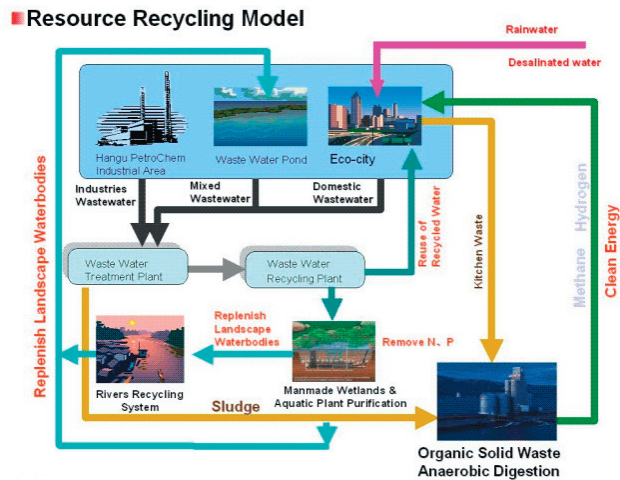 Resource Recycling Model
Rainwater
Desalinated water
Hangu PetroChem
Industrial Area
Waste Water Pond
Eco-city
Industries
Wastewater
Mixed
Wastewater
Domestic
Wastewater
Replenish Landscape Waterbodies
Waste Water
Treatment Plant
Waste Water
Recycling Plant
Reuse of
Recycled Water
Kitchen Waste
Methane Hydrogen
Clean Energy
Replenish
Landscape
Waterbodies
Remove N、P
Rivers Recycling
System
Manmade Wetlands &
Aquatic Plant Purification
Sludge
Organic Solid Waste
Anaerobic Digestion